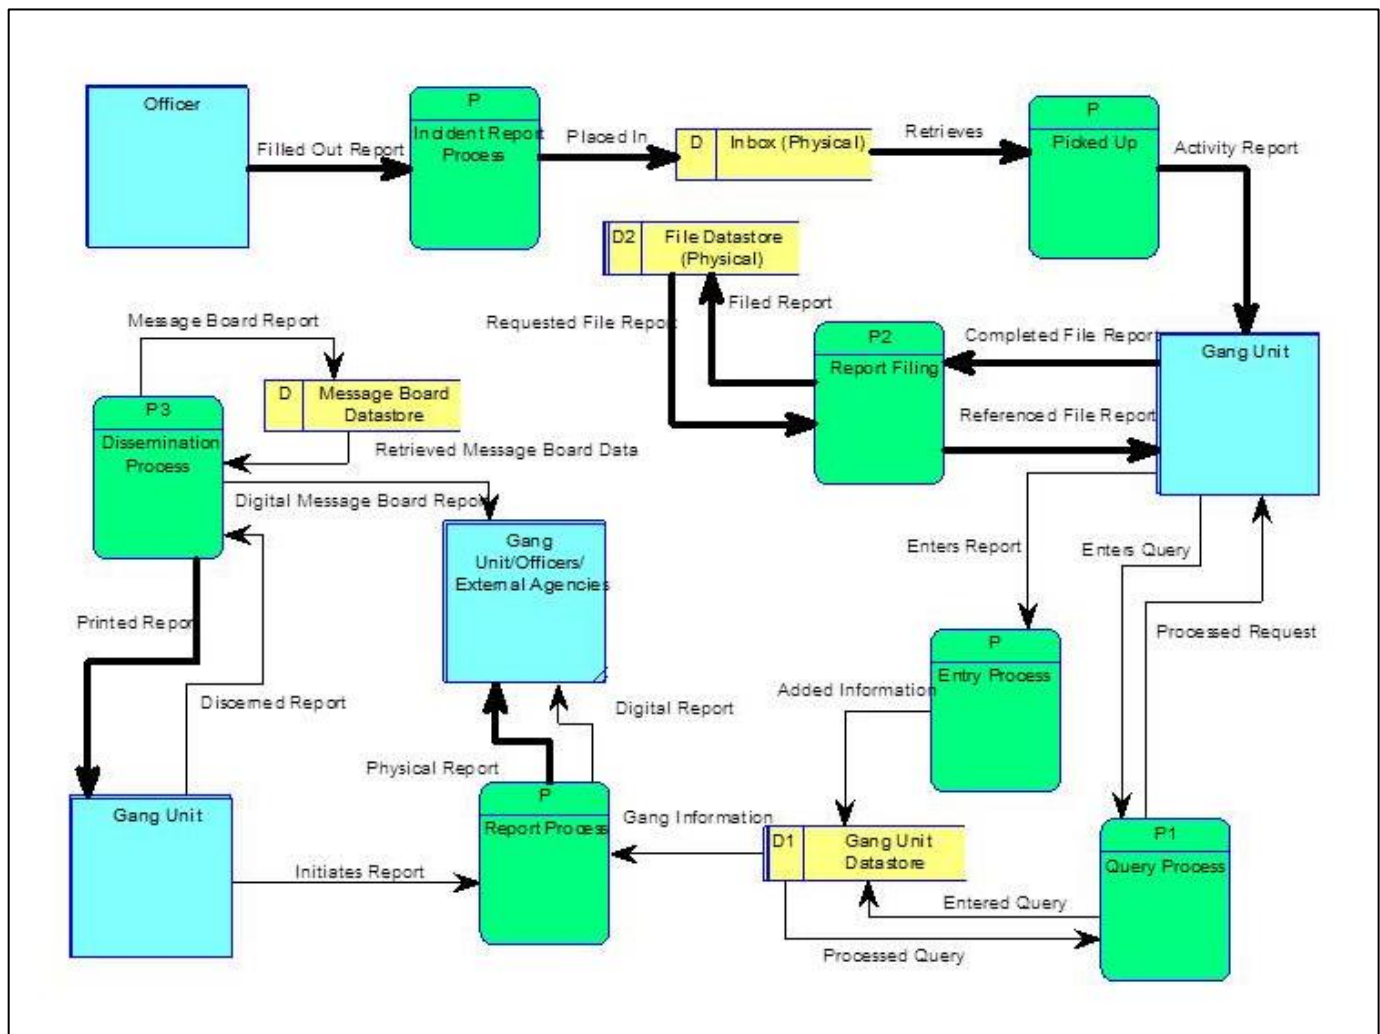 Officer
Filled Out Report
P
Incident Report
Process
Placed In
D
Inbox (Physical)
Retrieves
P
Picked Up
Activity Report
D2
File Datastore
(Physical)
Requested File Report
Filed Report
P2
Report Filing
Completed File Report
Referenced File Report
Gang Unit
Message Board Report
D
Message Board
Datastore
P3
Dissemination
Process
Retrieved Message Board Data
Digital Message Board Report
Gang
Unit/Officers/
External Agencies
Enters Report
Enters Query
Processed Request
Printed Report
Discerned Report
P
Entry Process
Added Information
Digital Report
Physical Report
Gang Unit
Initiates Report
P
Report Process
Gang Information
D1
Gang Unit
Datastore
P1
Query Process
Entered Query
Processed Query